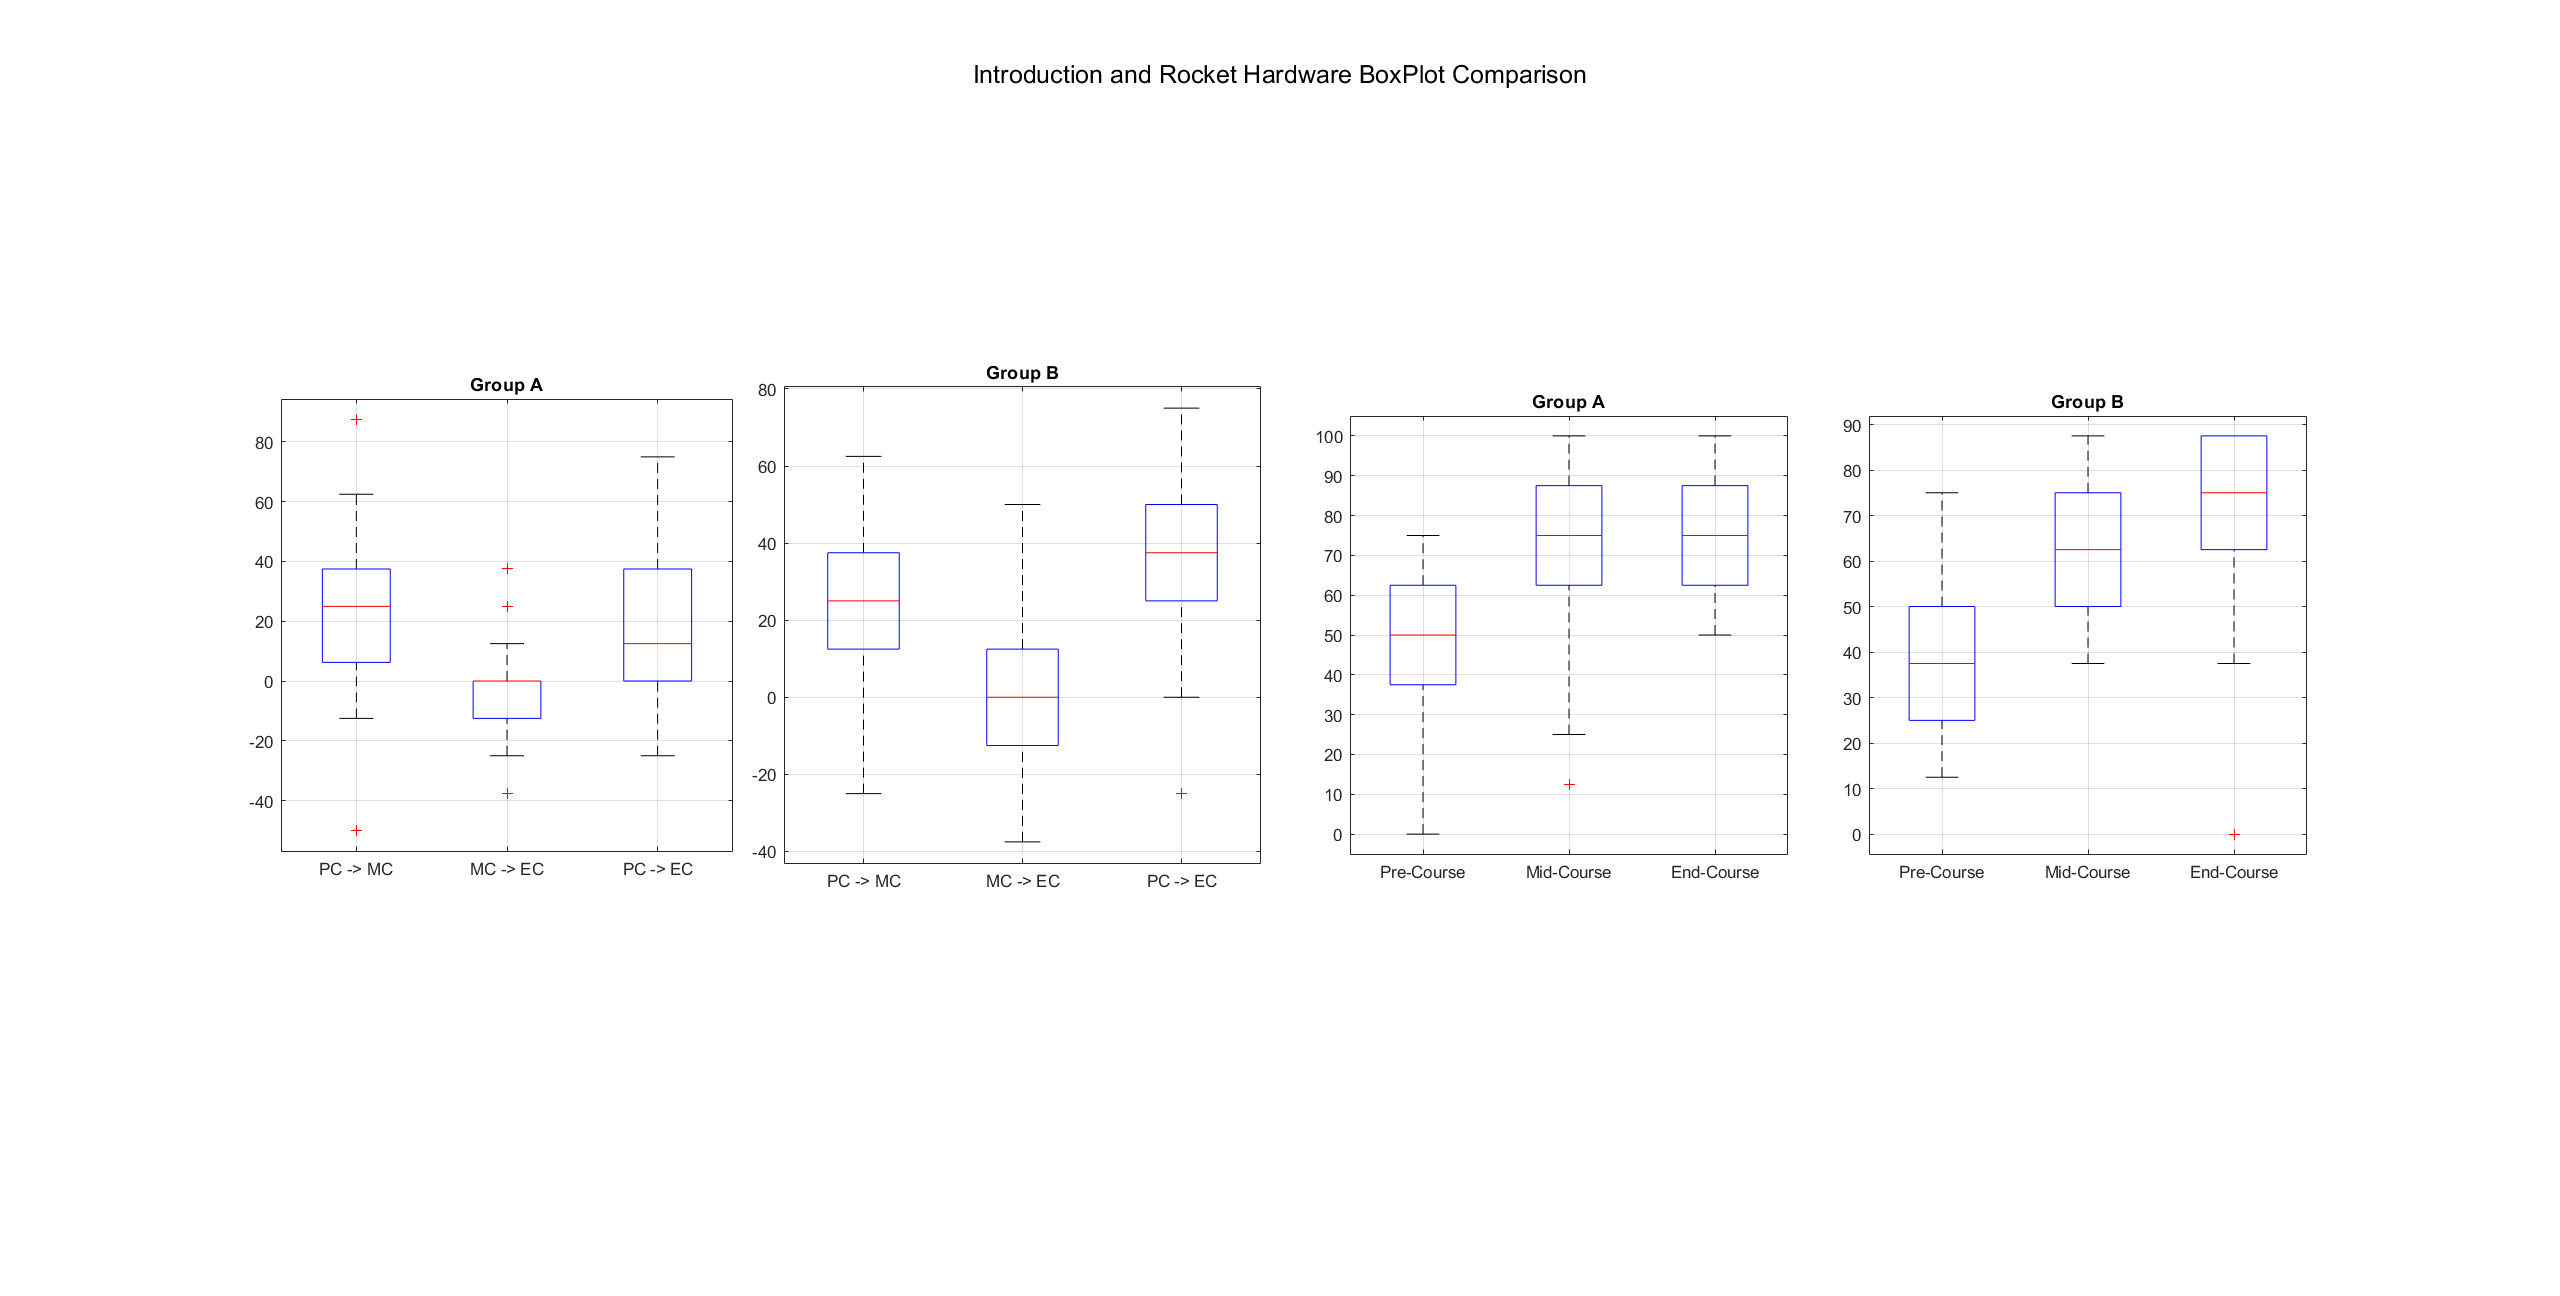 Introduction and Rocket Hardware BoxPlot Comparison
Group A
80
60
40
20
0
-20
-40
PC -> MC
MC -> EC
PC -> EC
Group B
80
60
40
20
0
-20
-40
PC -> MC
MC -> EC
PC -> EC
Group A
100
90
80
70
60
50
40
30
20
10
0
Pre-Course
Mid-Course
End-Course
Group B
90
80
70
60
50
40
30
20
10
0
Pre-Course
Mid-Course
End-Course